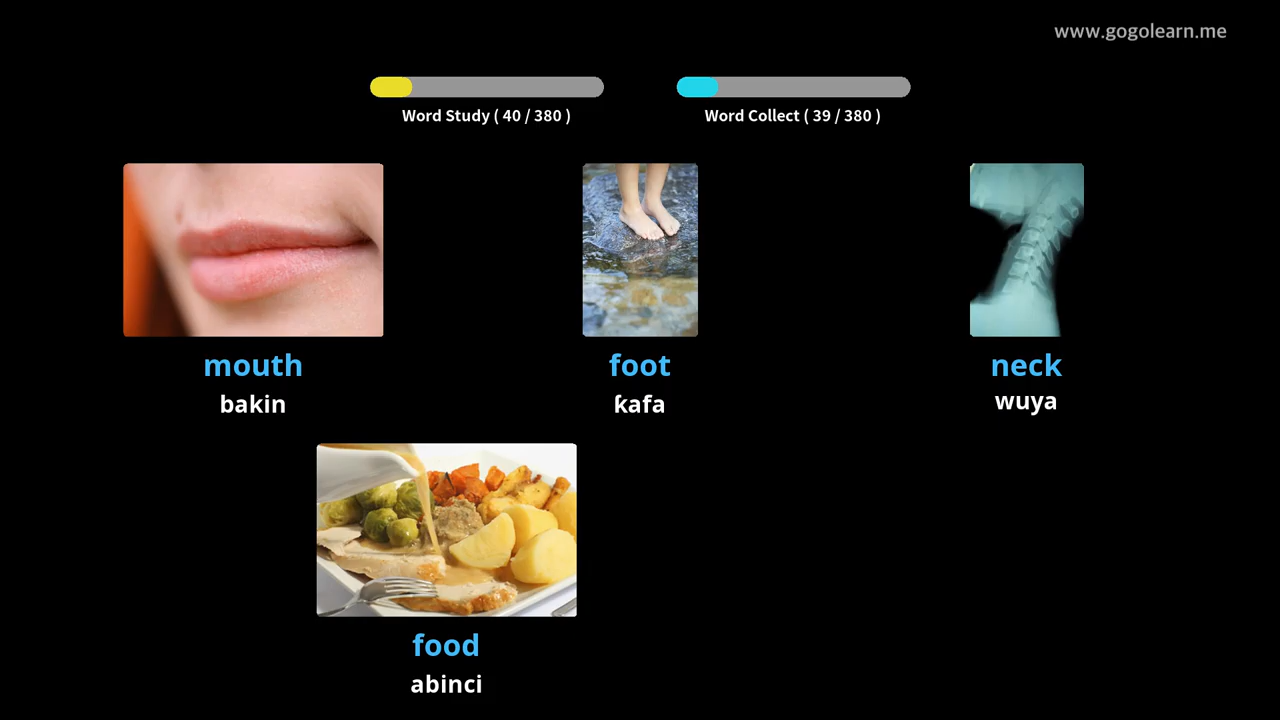 www.gogolearn.me
Word Study ( 40 / 380 )
Word Collect ( 39 / 380 )
mouth
bakin
foot
ƙafa
neck
wuya
food
abinci